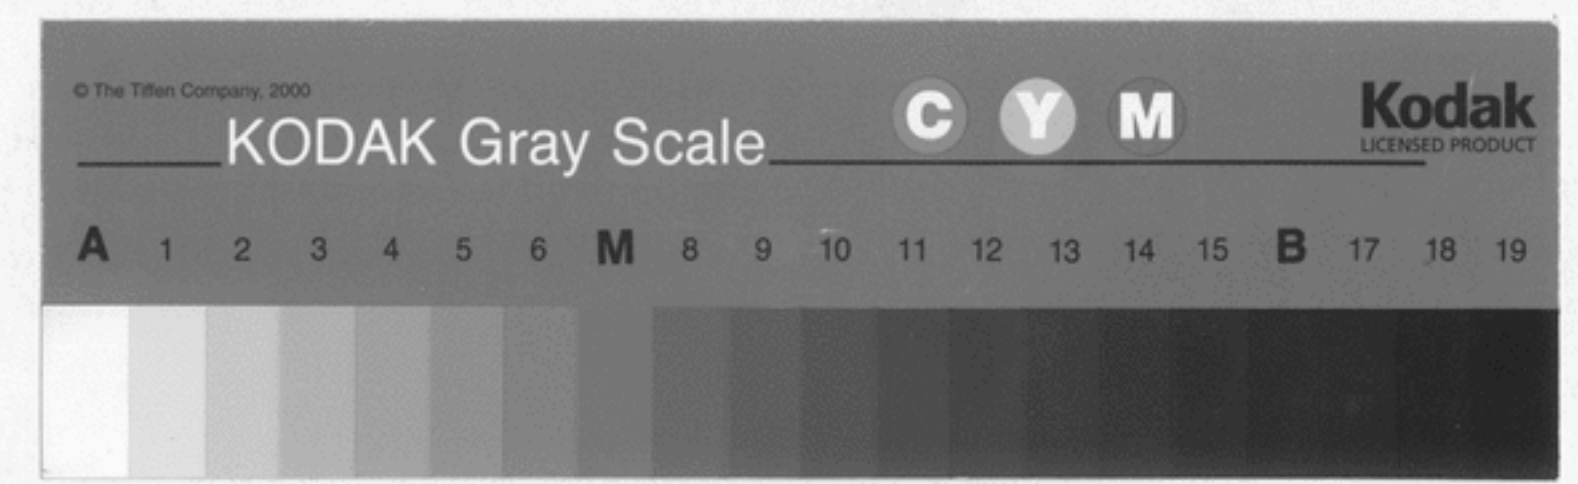 © The Tiffen Company, 2000
KODAK Gray Scale
C Y M
Kodak
LICENSED PRODUCT
A 1 2 3 4 5 6 M 8 9 10 11 12 13 14 15 B 17 18 19